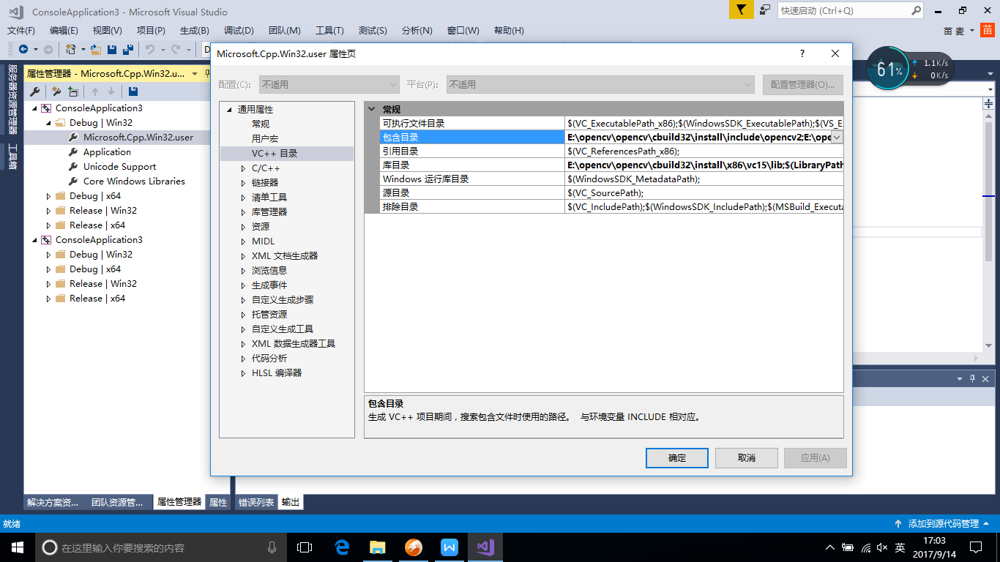 ConsoleApplication3 - Microsoft Visual Studio
快速启动 (Ctrl+Q)
文件(F) 编辑(E) 视图(V) 项目(P) 生成(B) 调试(D) 团队(M) 工具(T) 测试(S) 分析(N) 窗口(W) 帮助(H)
苗 麦 苗
D
服务器资源管理器
工具箱
属性管理器 - Microsoft.Cpp.Win32.u...
ConsoleApplication3
Debug | Win32
Microsoft.Cpp.Win32.user
Application
Unicode Support
Core Windows Libraries
Debug | x64
Release | Win32
Release | x64
ConsoleApplication3
Debug | Win32
Debug | x64
Release | Win32
Release | x64
Microsoft.Cpp.Win32.user 属性页
?
配置(C): 不适用 平台(P): 不适用 配置管理器(O)...
通用属性
常规
用户宏
VC++ 目录
C/C++
链接器
清单工具
库管理器
资源
MIDL
XML 文档生成器
浏览信息
生成事件
自定义生成步骤
托管资源
自定义生成工具
XML 数据生成器工具
代码分析
HLSL 编译器
常规
可执行文件目录 $(VC_ExecutablePath_x86);$(WindowsSDK_ExecutablePath);$(VS_E
包含目录 E:\opencv\opencv\cbuild32\install\include\opencv2;E:\ope
引用目录 $(VC_ReferencesPath_x86);
库目录 E:\opencv\opencv\cbuild32\install\x86\vc15\lib;$(LibraryPath
Windows 运行库目录 $(WindowsSDK_MetadataPath);
源目录 $(VC_SourcePath);
排除目录 $(VC_IncludePath);$(WindowsSDK_IncludePath);$(MSBuild_Executa
包含目录
生成 VC++ 项目期间，搜索包含文件时使用的路径。 与环境变量 INCLUDE 相对应。
确定 取消 应用(A)
61%
1.1K/s
0K/s
解决方案资... 团队资源管... 属性管理器 属性 错误列表 输出
就绪
添加到源代码管理
在这里输入你要搜索的内容
英
17:03
2017/9/14